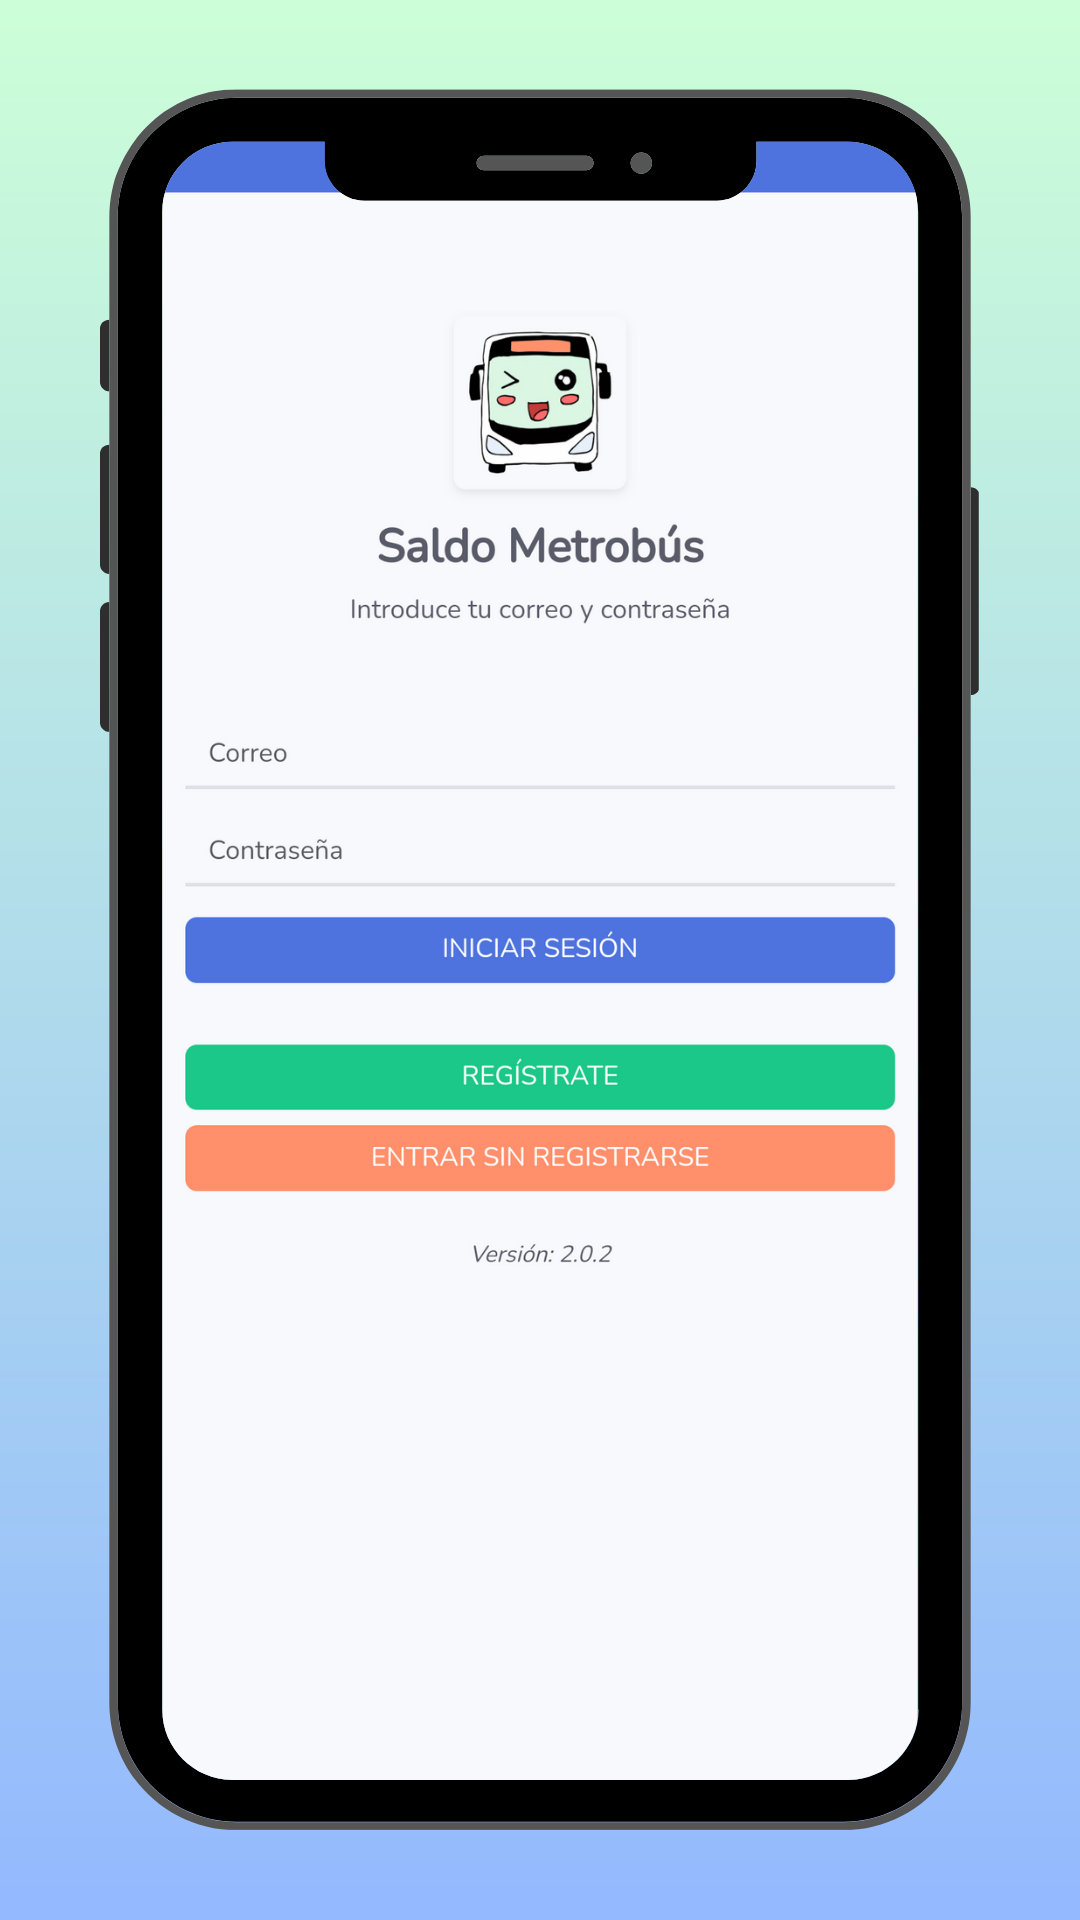 Saldo Metrobús
Introduce tu correo y contraseña
Correo
Contraseña
INICIAR SESIÓN
REGÍSTRATE
ENTRAR SIN REGISTRARSE
Versión: 2.0.2